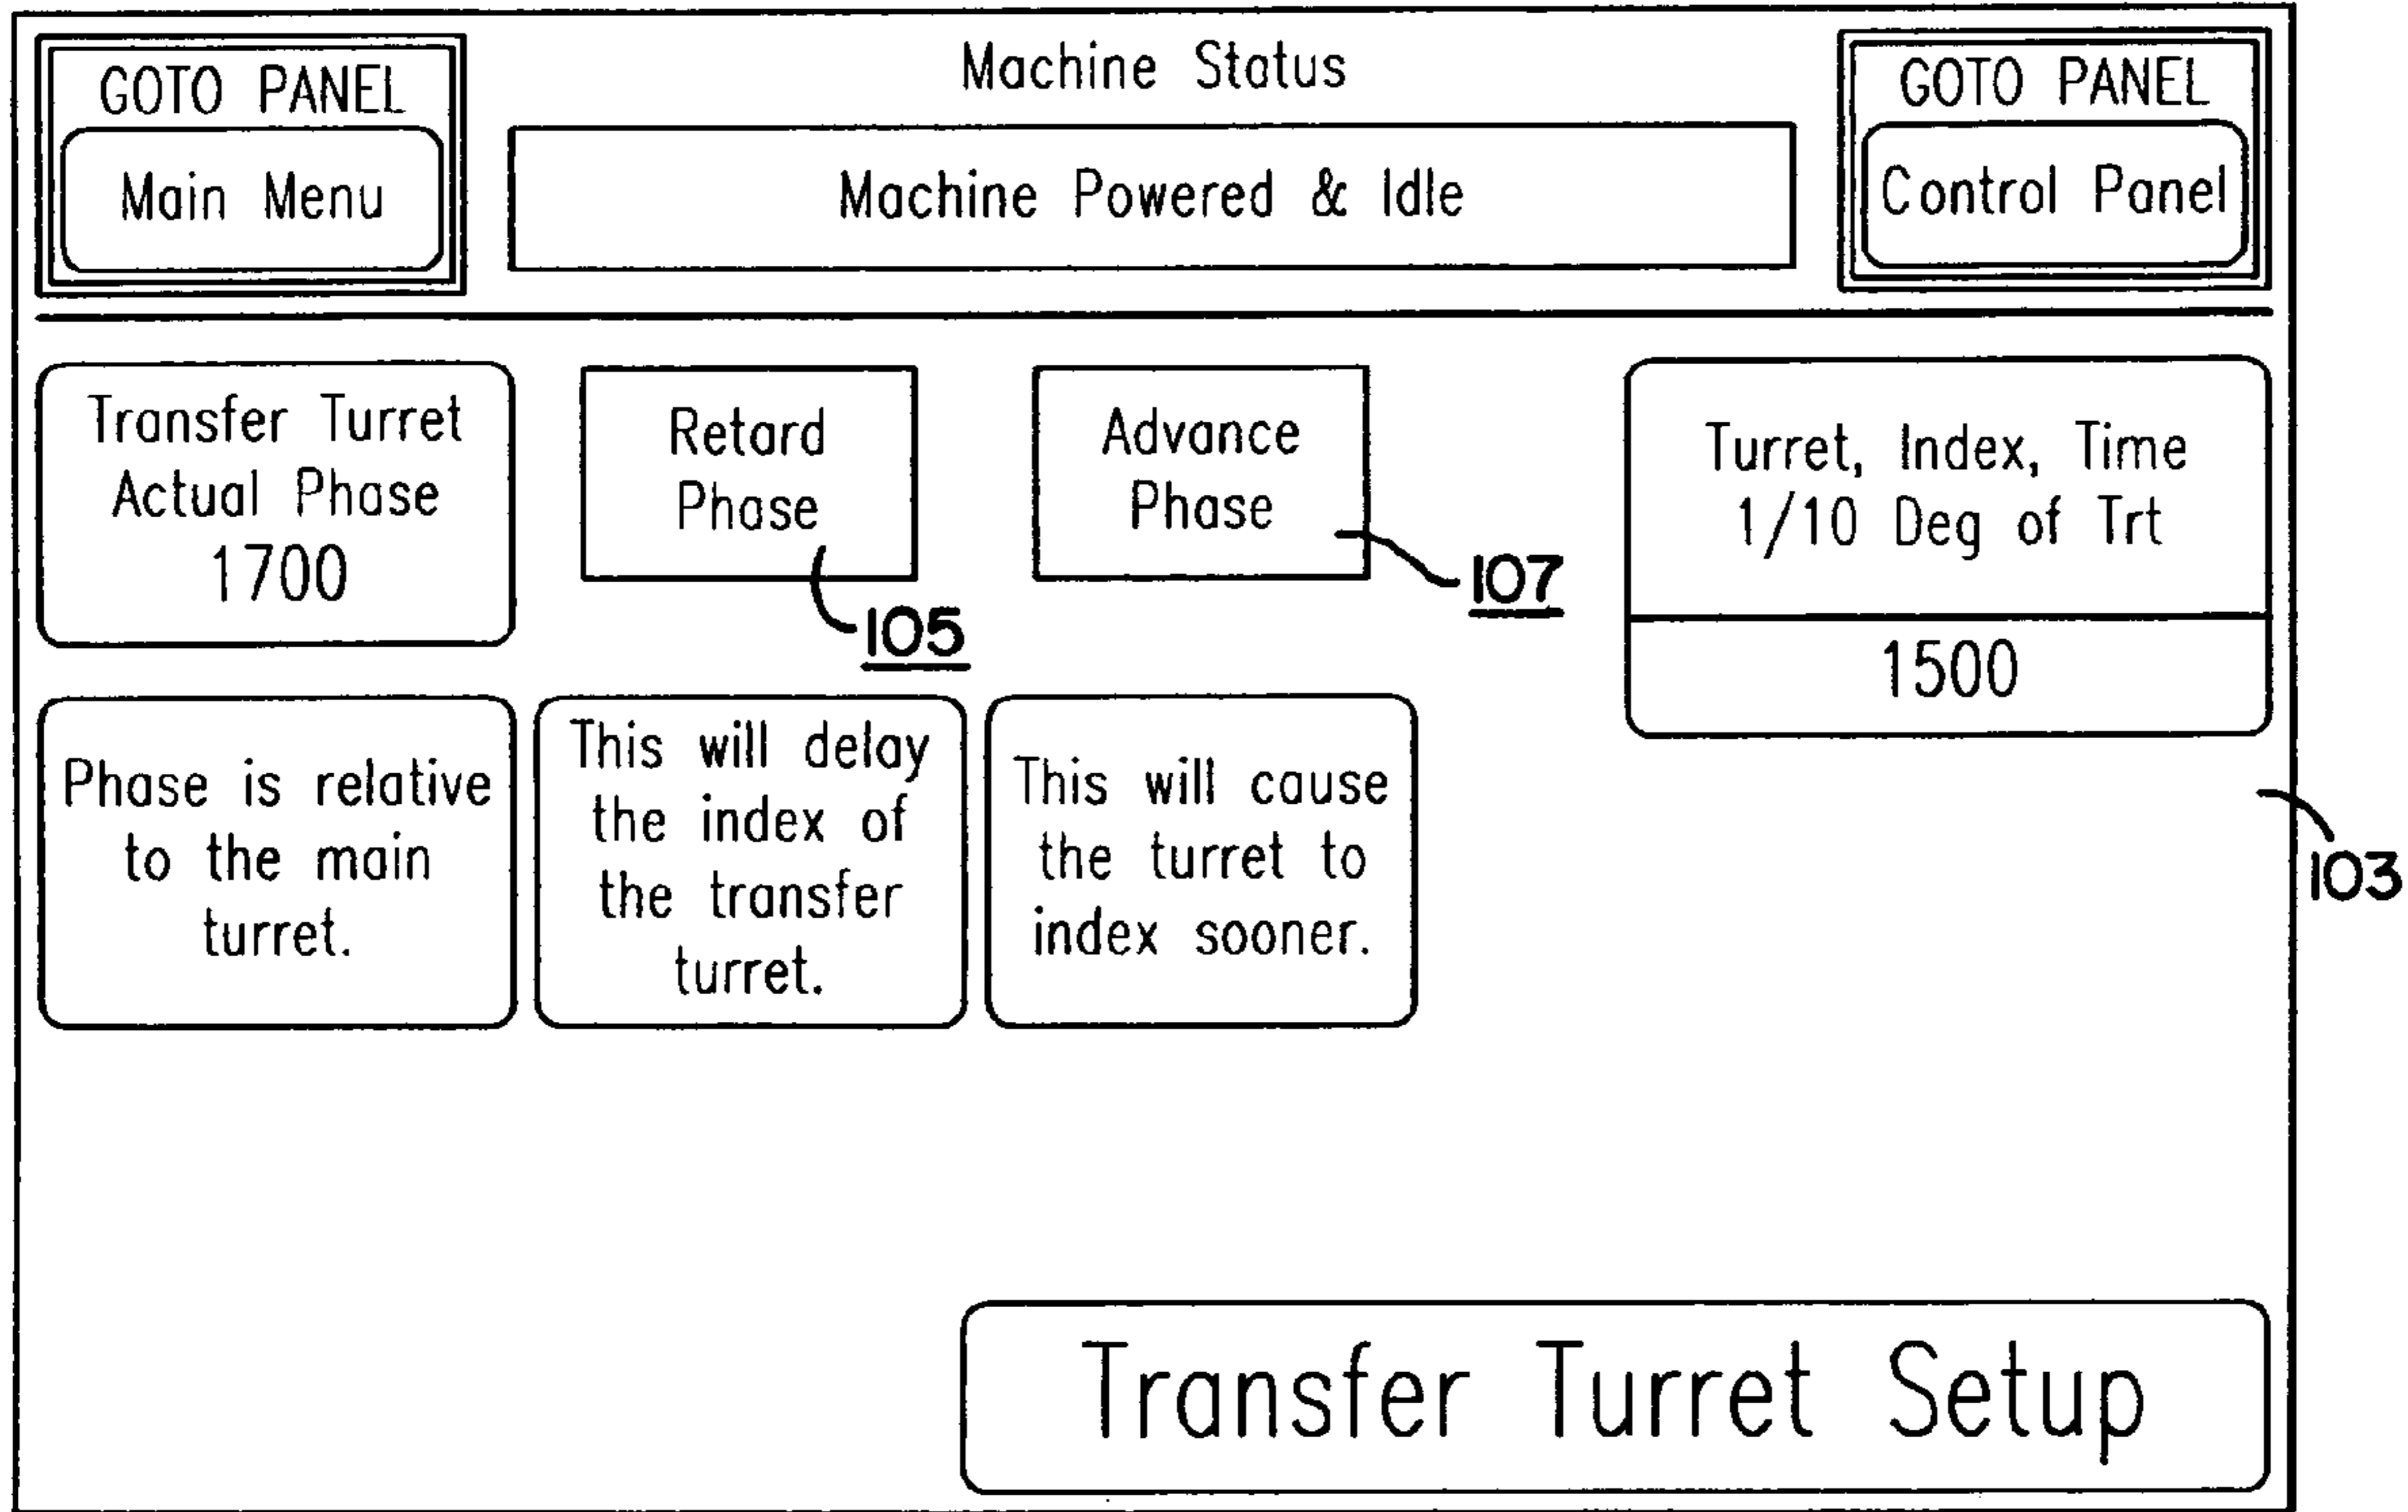 GOTO PANEL
Main Menu
Machine Status
Machine Powered & Idle
GOTO PANEL
Control Panel
Transfer Turret
Actual Phase
1700
Retard
Phase
105
Advance
Phase
107
Turret, Index, Time
1/10 Deg of Trt
1500
Phase is relative
to the main
turret.
This will delay
the index of
the transfer
turret.
This will cause
the turret to
index sooner.
103
Transfer Turret Setup